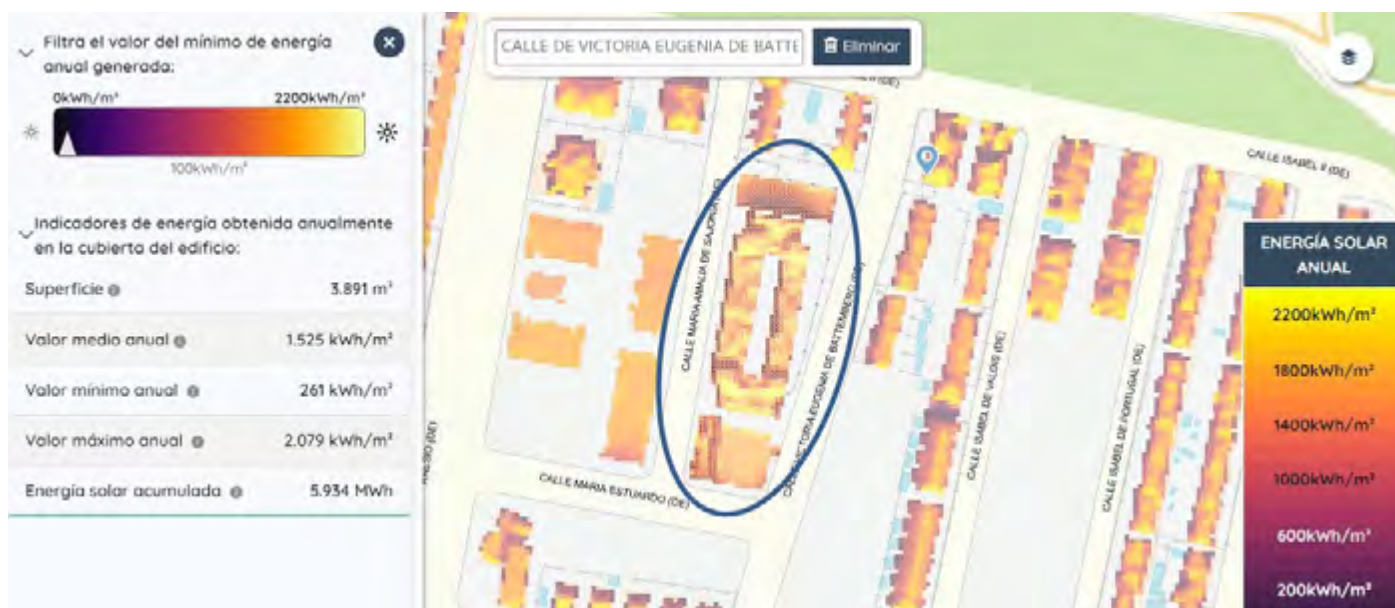 Filtra el valor del mínimo de energía
anual generada:
0kWh/m² 2200kWh/m²
100kWh/m²
Indicadores de energía obtenida anualmente
en la cubierta del edificio:
Superficie 3.891 m²
Valor medio anual 1.525 kWh/m²
Valor mínimo anual 261 kWh/m²
Valor máximo anual 2.079 kWh/m²
Energía solar acumulada 5.934 MWh
CALLE DE VICTORIA EUGENIA DE BATTE
Eliminar
(DE)
CALLE ISABEL II (DE)
CALLE MARIA AMALIA DE SAJONIA (DE)
CALLE VICTORIA EUGENIA DE BATTEMBERG (DE)
CALLE ISABEL DE VALOIS (DE)
CALLE ISABEL DE PORTUGAL (DE)
CALLE MARIA ESTUARDO (DE)
ENERGÍA SOLAR
ANUAL
2200kWh/m²
1800kWh/m²
1400kWh/m²
1000kWh/m²
600kWh/m²
200kWh/m²